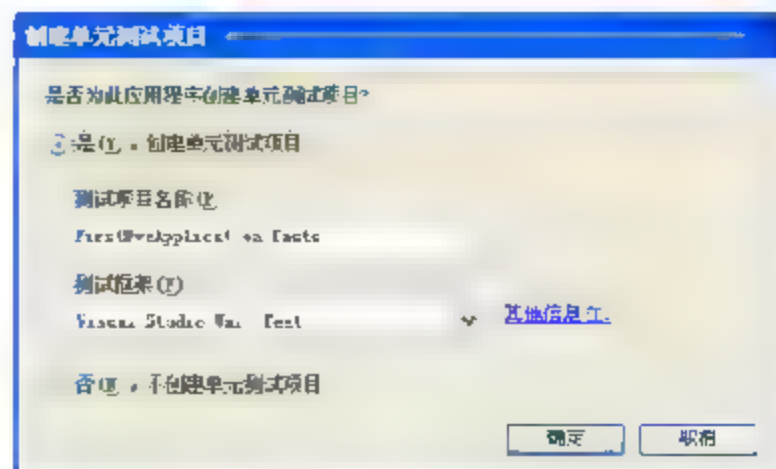 创建单元测试项目
是否为此应用程序创建单元测试项目?
是(Y)，创建单元测试项目
测试项目名称(P)
测试框架(F)
Visual Studio Unit Test
其他信息(I)
否(N)，不创建单元测试项目
确定
取消